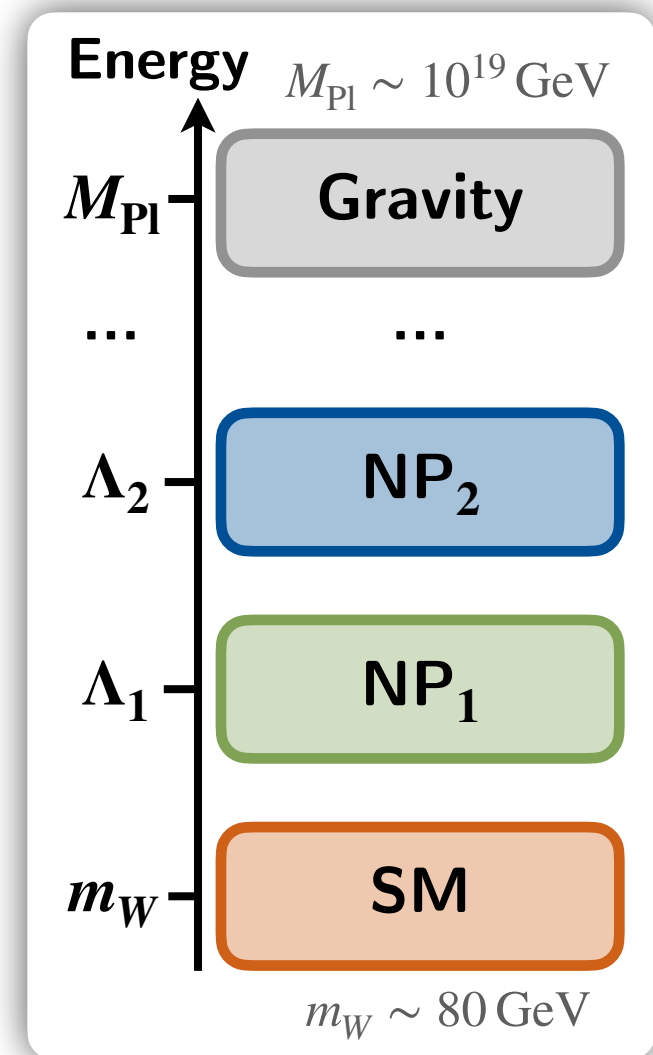 Energy
M_Pl ~ 10^19 GeV
M_Pl Gravity
... ...
Λ_2 NP_2
Λ_1 NP_1
m_W SM
m_W ~ 80 GeV